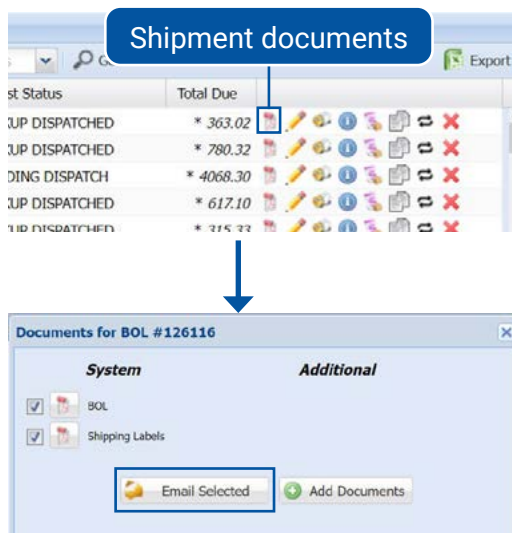 Shipment documents
Export
st Status Total Due
UP DISPATCHED * 363.02
UP DISPATCHED * 780.32
DING DISPATCH * 4068.30
UP DISPATCHED * 617.10
UP DISPATCHED * 315.33
Documents for BOL #126116
System Additional
BOL
Shipping Labels
Email Selected Add Documents